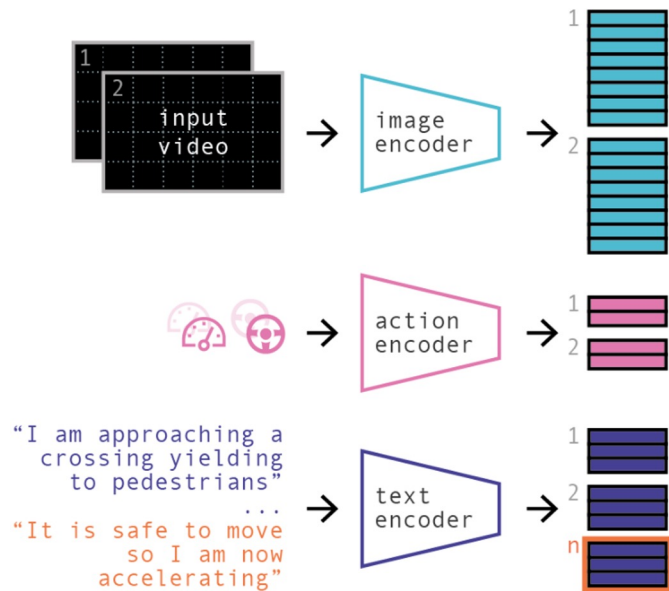 1
2
input
video
image
encoder
1
2
action
encoder
1
2
“I am approaching a
crossing yielding
to pedestrians”
...
“It is safe to move
so I am now
accelerating”
text
encoder
1
2
n